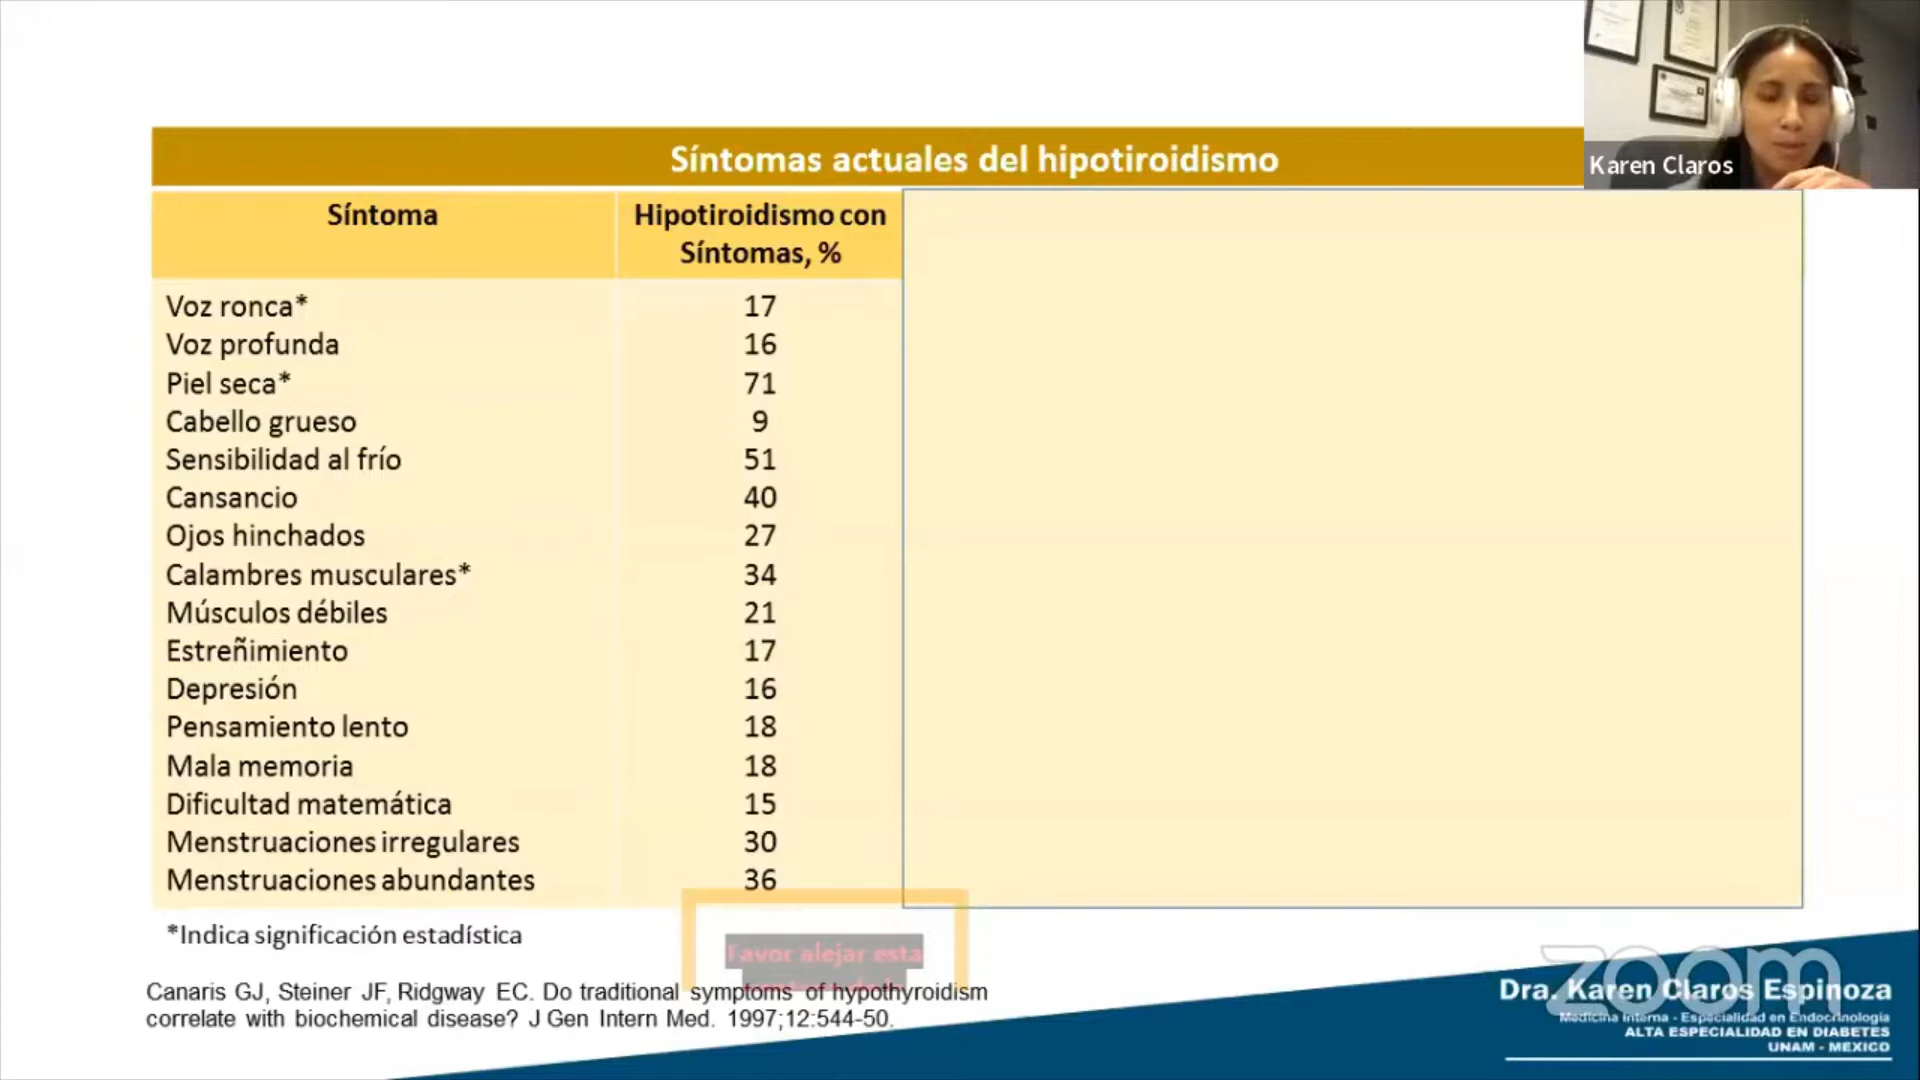 Karen Claros
Síntomas actuales del hipotiroidismo
Síntoma
Hipotiroidismo con
Síntomas, %
Voz ronca* 17
Voz profunda 16
Piel seca* 71
Cabello grueso 9
Sensibilidad al frío 51
Cansancio 40
Ojos hinchados 27
Calambres musculares* 34
Músculos débiles 21
Estreñimiento 17
Depresión 16
Pensamiento lento 18
Mala memoria 18
Dificultad matemática 15
Menstruaciones irregulares 30
Menstruaciones abundantes 36
*Indica significación estadística
Favor alejar esta
Canaris GJ, Steiner JF, Ridgway EC. Do traditional symptoms of hypothyroidism
correlate with biochemical disease? J Gen Intern Med. 1997;12:544-50.
zoom
Dra. Karen Claros Espinoza
Medicina Interna - Especialidad en Endocrinología
ALTA ESPECIALIDAD EN DIABETES
UNAM - MEXICO